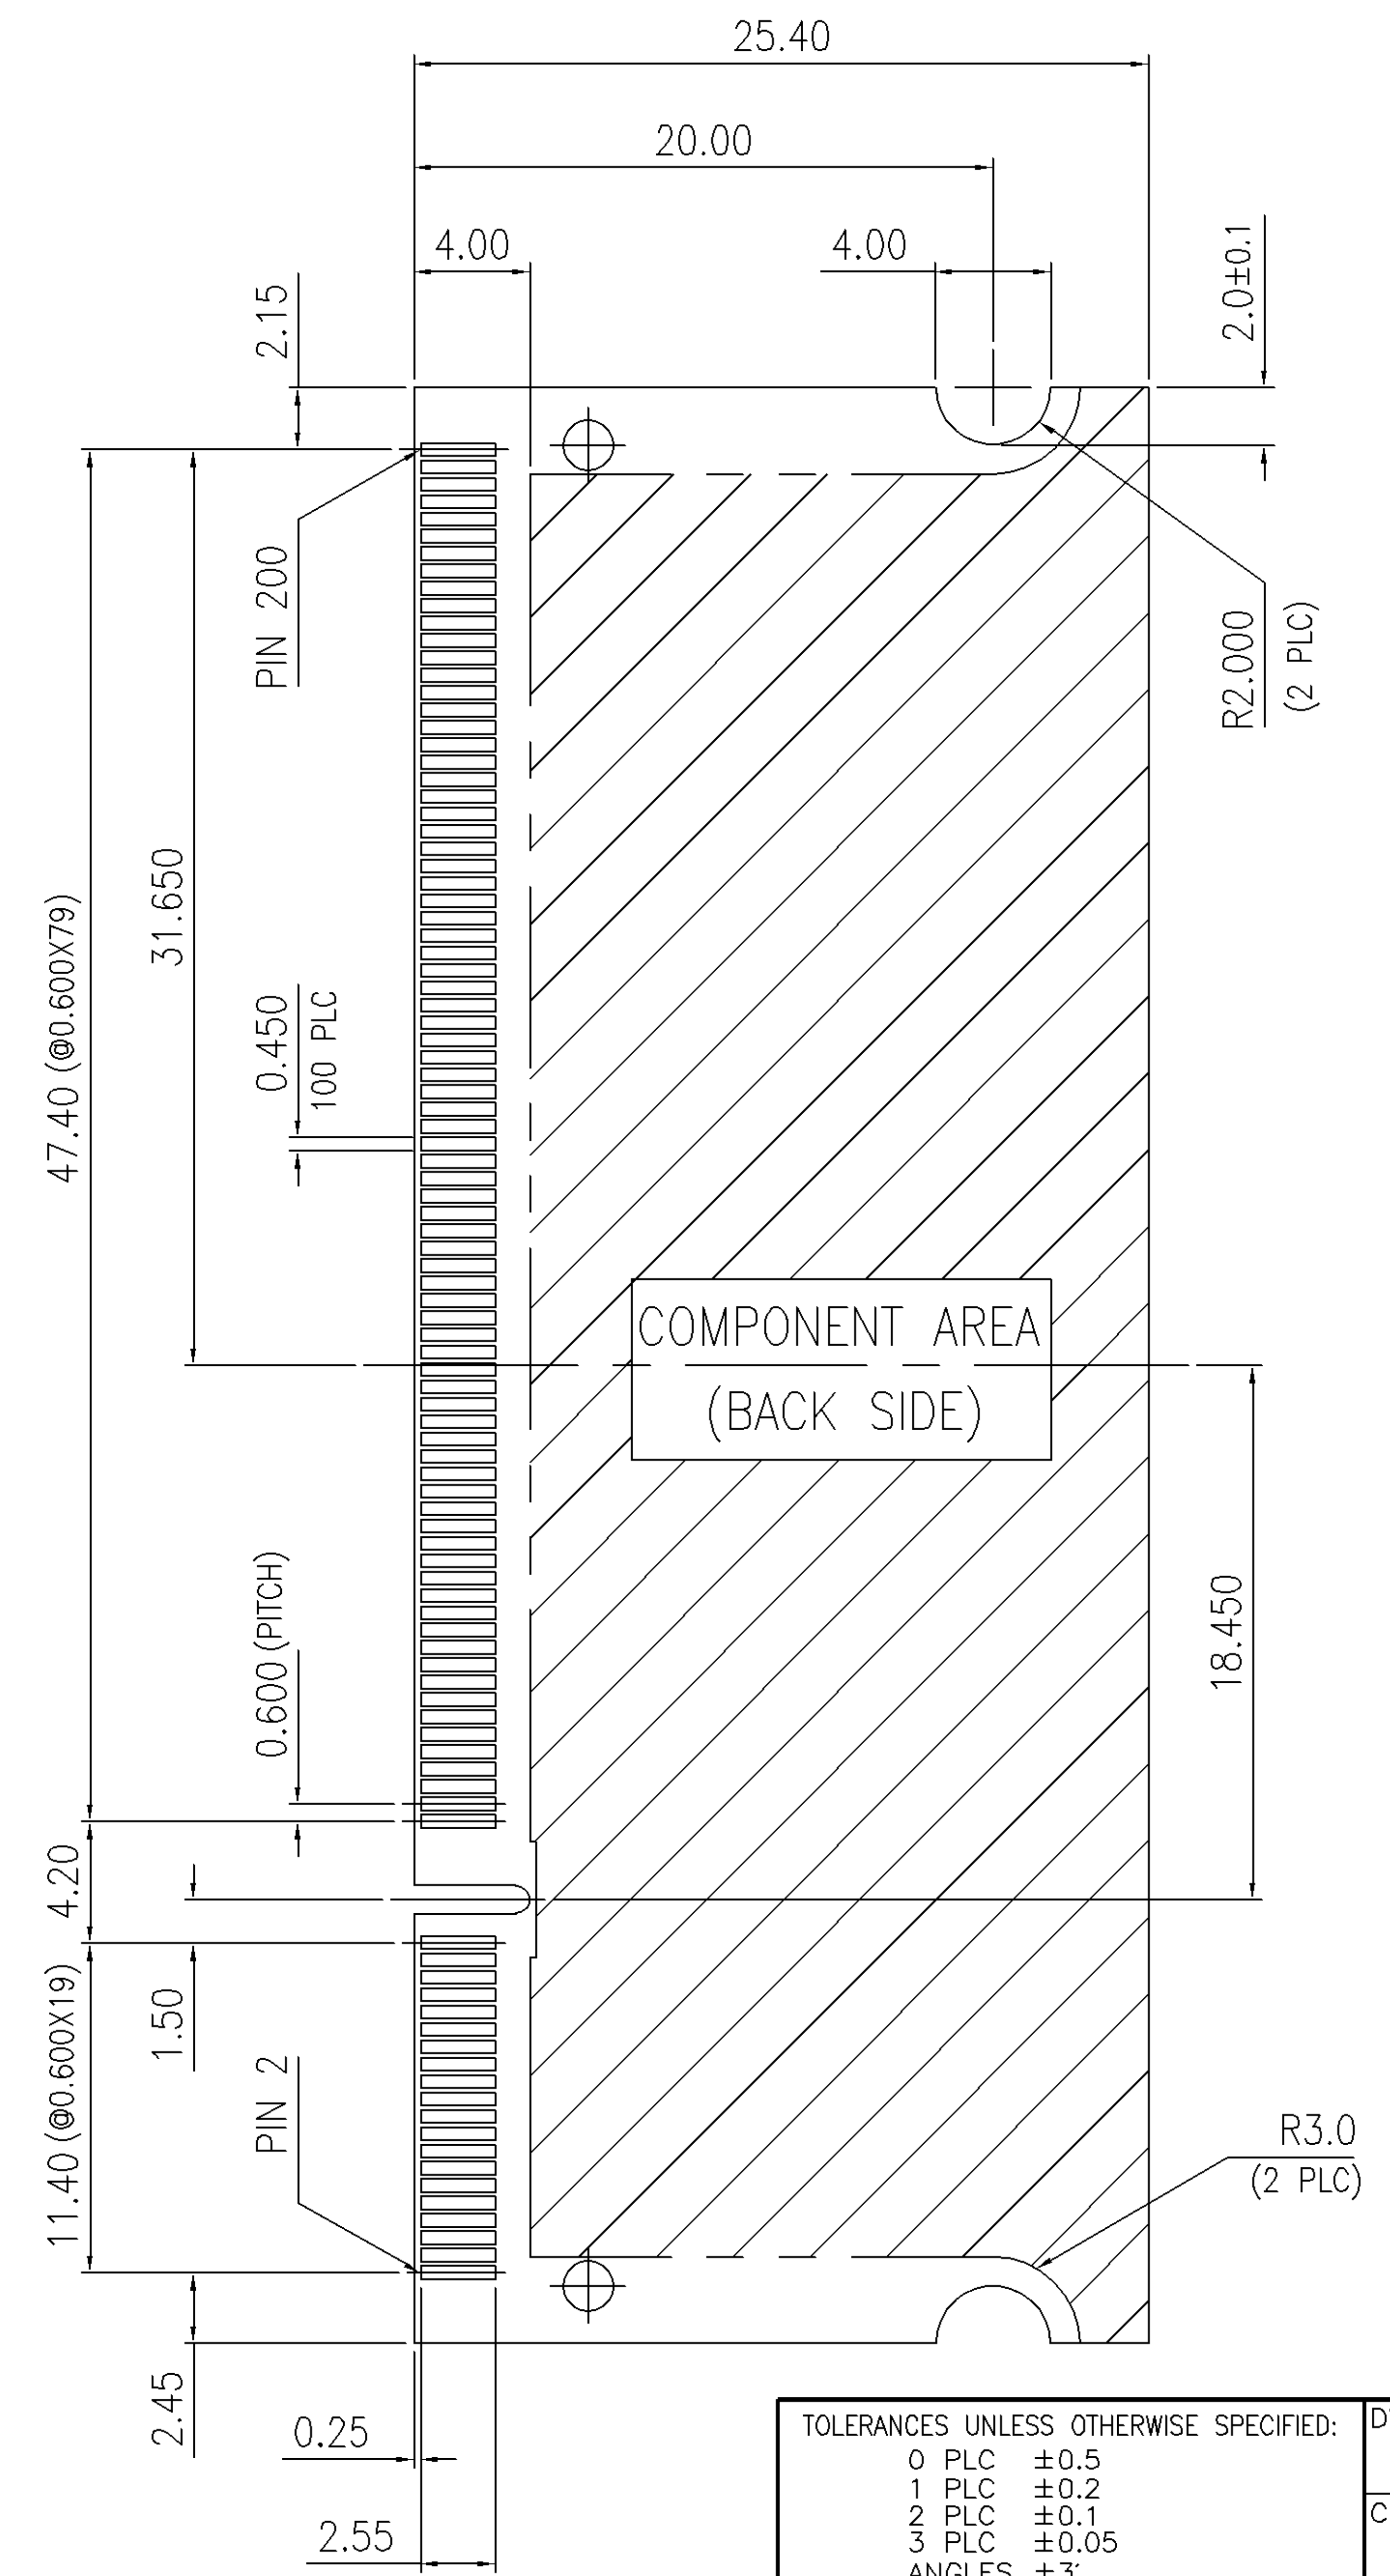 25.40
20.00
4.00
4.00
2.15
2.0±0.1
PIN 200
R2.000
(2 PLC)
47.40 (@0.600X79)
31.650
0.450
100 PLC
COMPONENT AREA
(BACK SIDE)
0.600 (PITCH)
18.450
4.20
1.50
11.40 (@0.600X19)
PIN 2
R3.0
(2 PLC)
2.45
0.25
2.55
TOLERANCES UNLESS OTHERWISE SPECIFIED:
0 PLC ±0.5
1 PLC ±0.2
2 PLC ±0.1
3 PLC ±0.05
ANGLES ±3